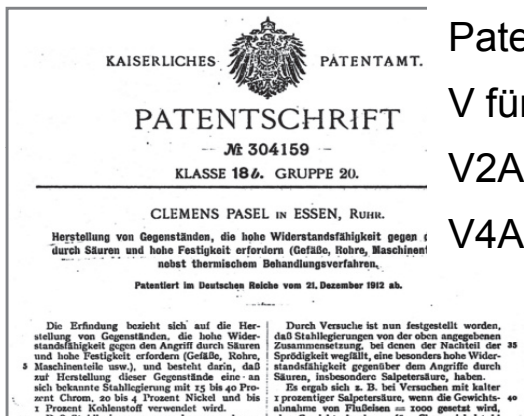 KAISERLICHES PATENTAMT.
PATENTSCHRIFT
№ 304159
KLASSE 18b. GRUPPE 20.
CLEMENS PASEL IN ESSEN, RUHR.
Herstellung von Gegenständen, die hohe Widerstandsfähigkeit gegen
durch Säuren und hohe Festigkeit erfordern (Gefäße, Rohre, Maschinent
nebst thermischem Behandlungsverfahren.
Patentiert im Deutschen Reiche vom 21. Dezember 1912 ab.
Die Erfindung bezieht sich auf die Her-
stellung von Gegenständen, die hohe Wider-
standsfähigkeit gegen den Angriff durch Säuren
und hohe Festigkeit erfordern (Gefäße, Rohre,
5 Maschinenteile usw.), und besteht darin, daß
zur Herstellung dieser Gegenstände eine an
sich bekannte Stahllegierung mit 15 bis 40 Pro-
zent Chrom, 20 bis 4 Prozent Nickel und bis
1 Prozent Kohlenstoff verwendet wird.
Durch Versuche ist nun festgestellt worden,
daß Stahllegierungen von der oben angegebenen
Zusammensetzung, bei denen der Nachteil der 35
Sprödigkeit wegfällt, eine besonders hohe Wider-
standsfähigkeit gegenüber dem Angriffe durch
Säuren, insbesondere Salpetersäure, haben.
Es ergab sich z. B. bei Versuchen mit kalter
1 prozentiger Salpetersäure, wenn die Gewichts- 40
abnahme von Flußeisen = 1000 gesetzt wird,
Pate
V für
V2A
V4A